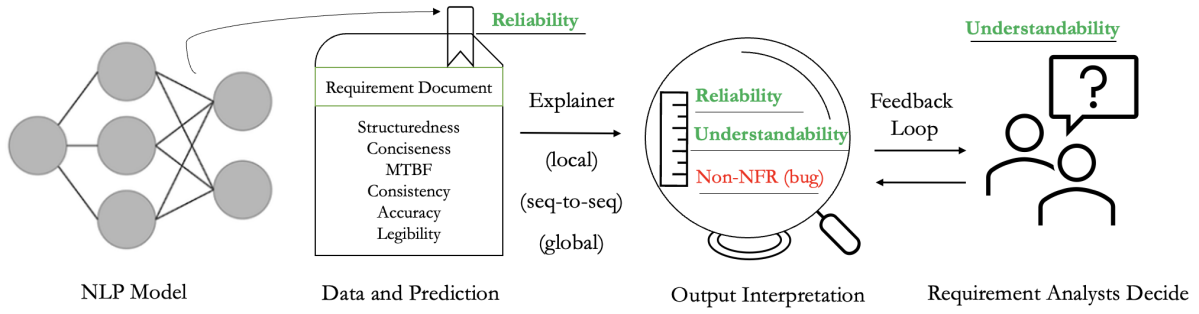 Reliability
Understandability
Requirement Document
Structuredness
Conciseness
MTBF
Consistency
Accuracy
Legibility
Explainer
(local)
(seq-to-seq)
(global)
Reliability
Understandability
Non-NFR (bug)
Feedback
Loop
?
NLP Model
Data and Prediction
Output Interpretation
Requirement Analysts Decide